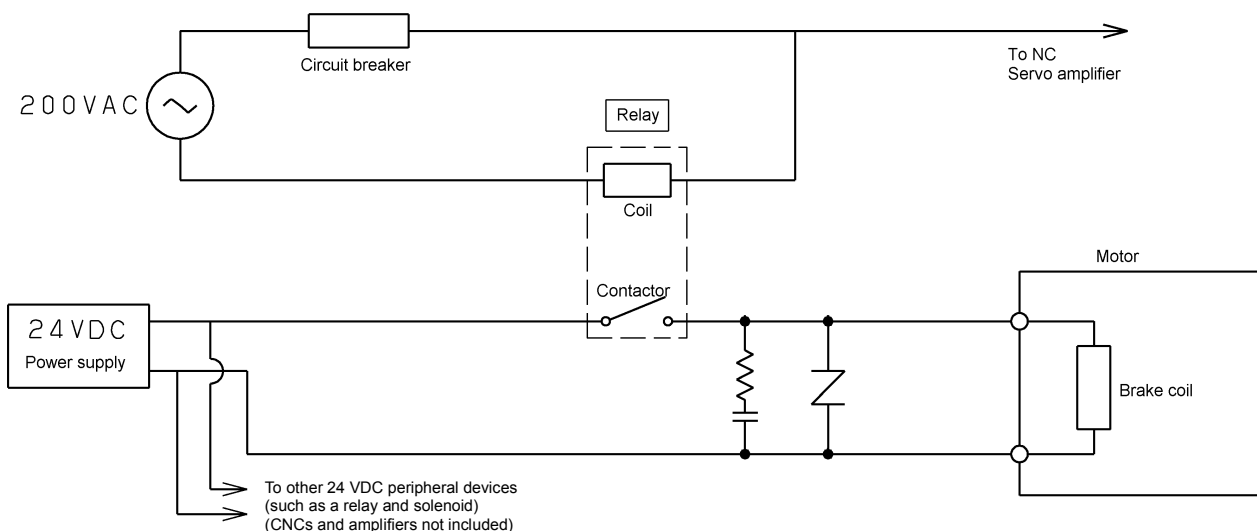 Circuit breaker
To NC
Servo amplifier
200VAC
Relay
Coil
Motor
Contactor
24VDC
Power supply
Brake coil
To other 24 VDC peripheral devices
(such as a relay and solenoid)
(CNCs and amplifiers not included)